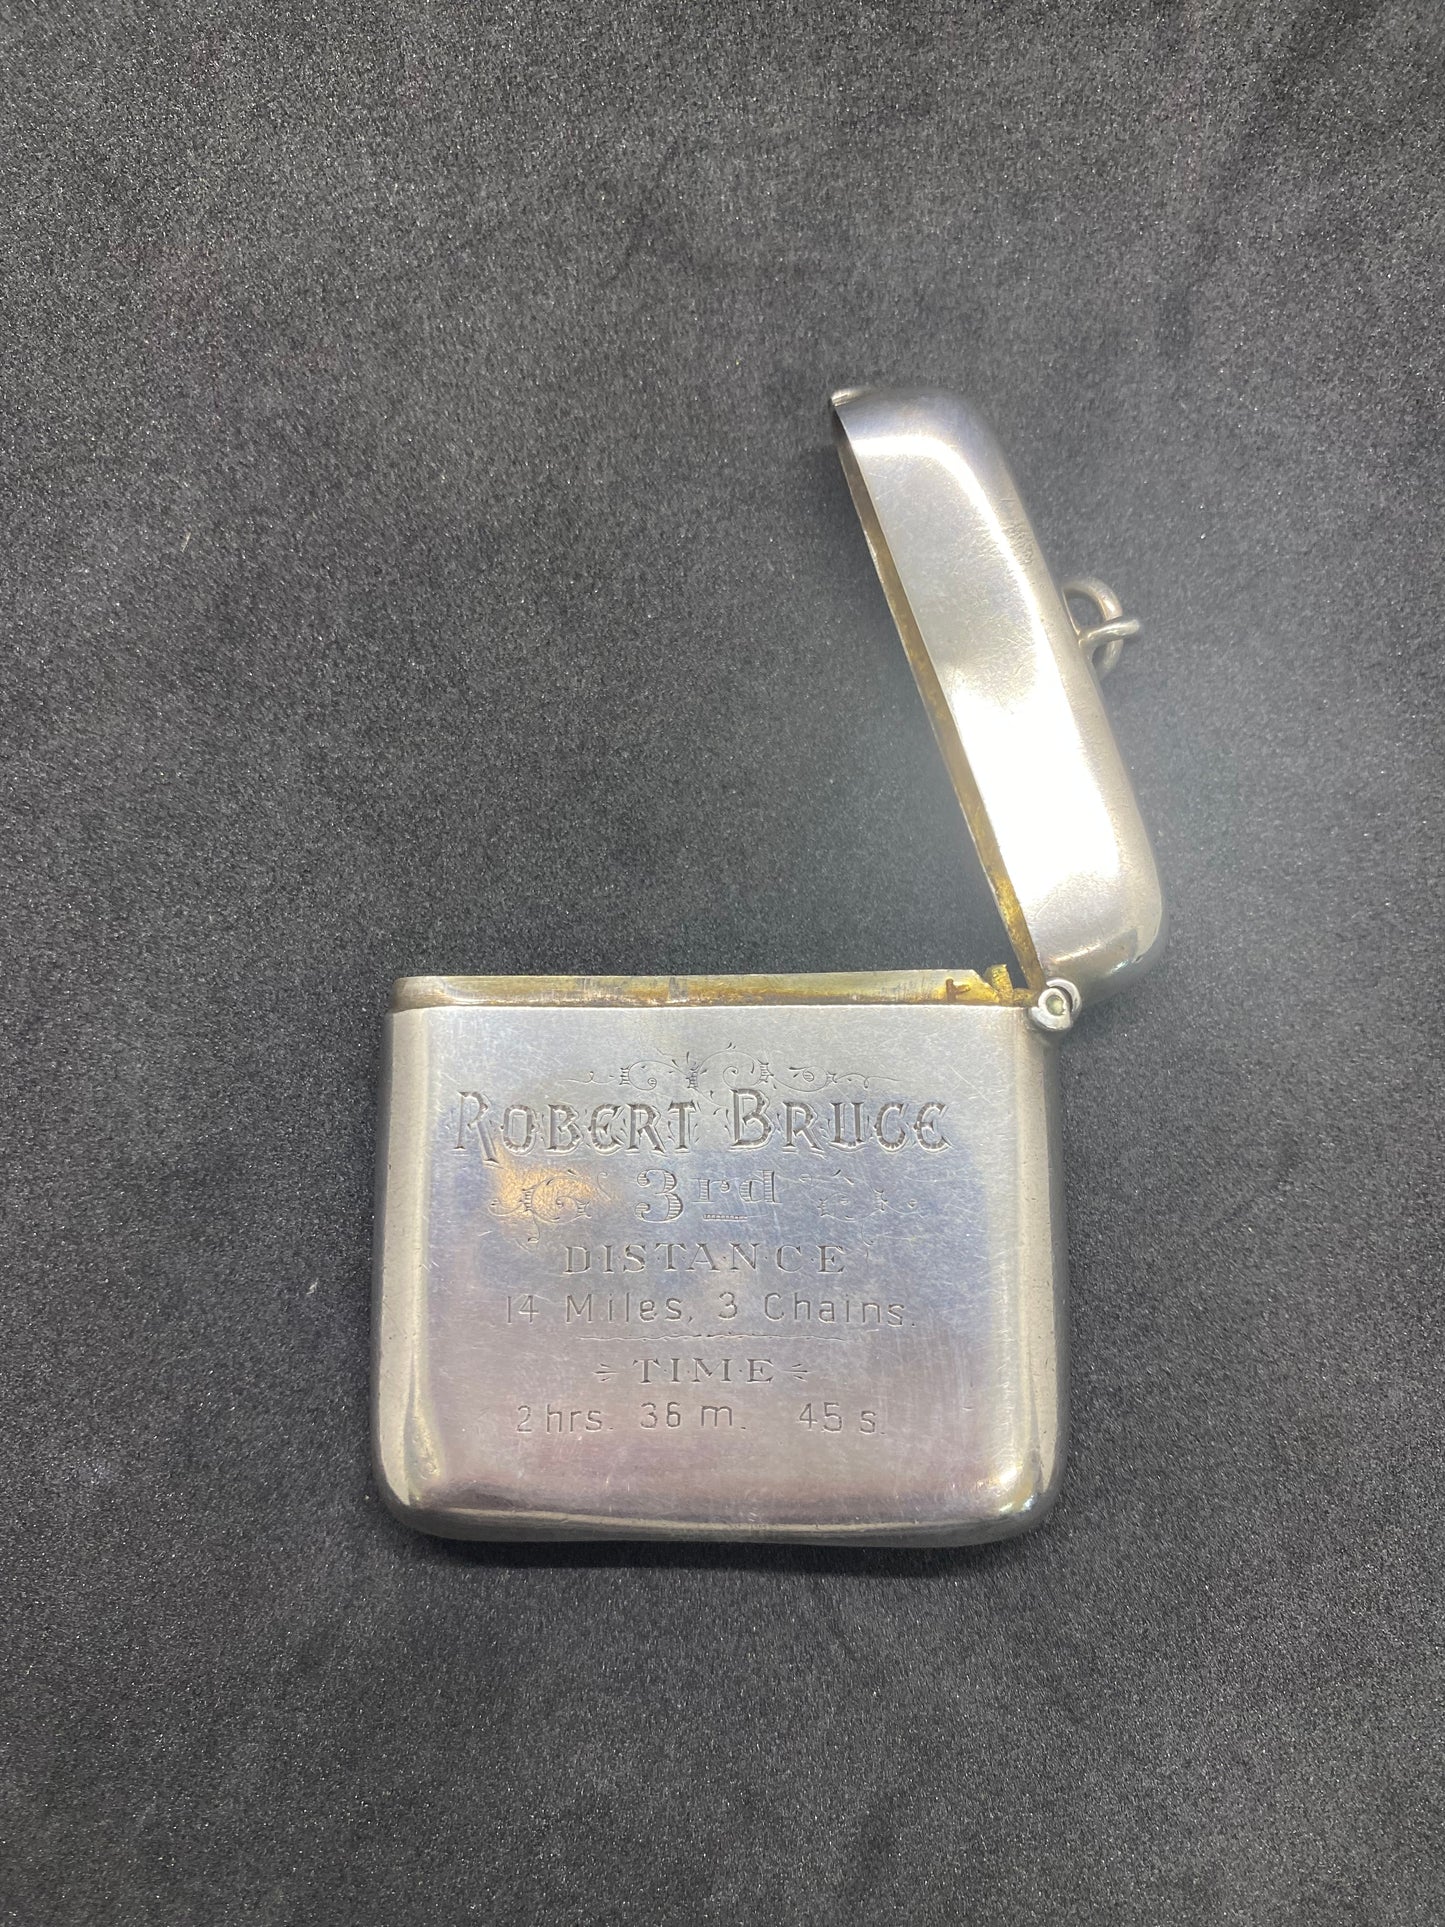 ROBERT BRUCE
3rd
DISTANCE
14 Miles, 3 Chains.
TIME
2 hrs. 36 m. 45 s.